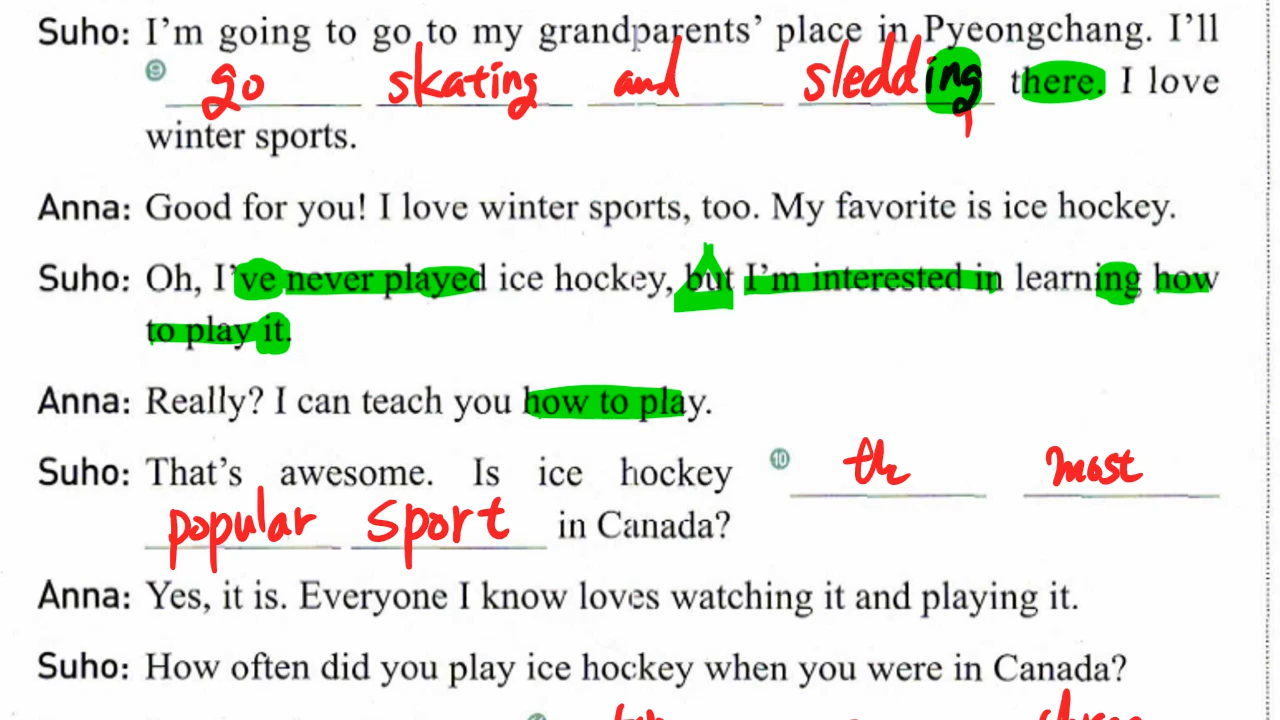 Suho: I'm going to go to my grandparents' place in Pyeongchang. I'll
⑨ go skating and sledding there. I love
winter sports.
Anna: Good for you! I love winter sports, too. My favorite is ice hockey.
Suho: Oh, I've never played ice hockey, but I'm interested in learning how
to play it.
Anna: Really? I can teach you how to play.
Suho: That's awesome. Is ice hockey ⑩ the most
popular sport in Canada?
Anna: Yes, it is. Everyone I know loves watching it and playing it.
Suho: How often did you play ice hockey when you were in Canada?